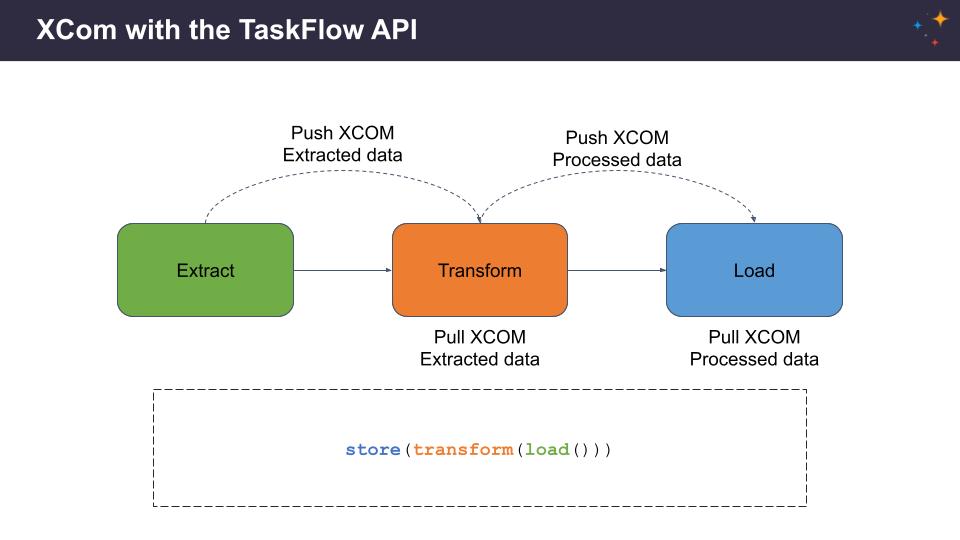 XCom with the TaskFlow API
Push XCOM
Extracted data
Push XCOM
Processed data
Extract
Transform
Load
Pull XCOM
Extracted data
Pull XCOM
Processed data
store(transform(load()))